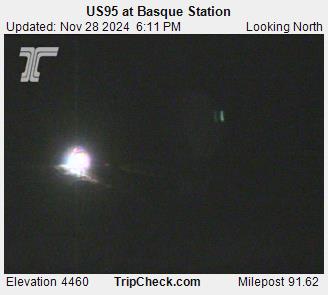 US95 at Basque Station
Updated: Nov 28 2024 6:11 PM Looking North
Elevation 4460 TripCheck.com Milepost 91.62